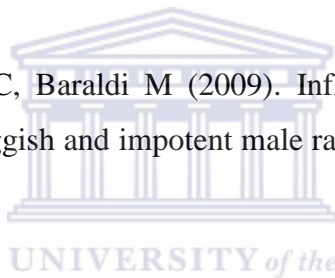 C, Baraldi M (2009). Inf
ggish and impotent male ra
UNIVERSITY of the